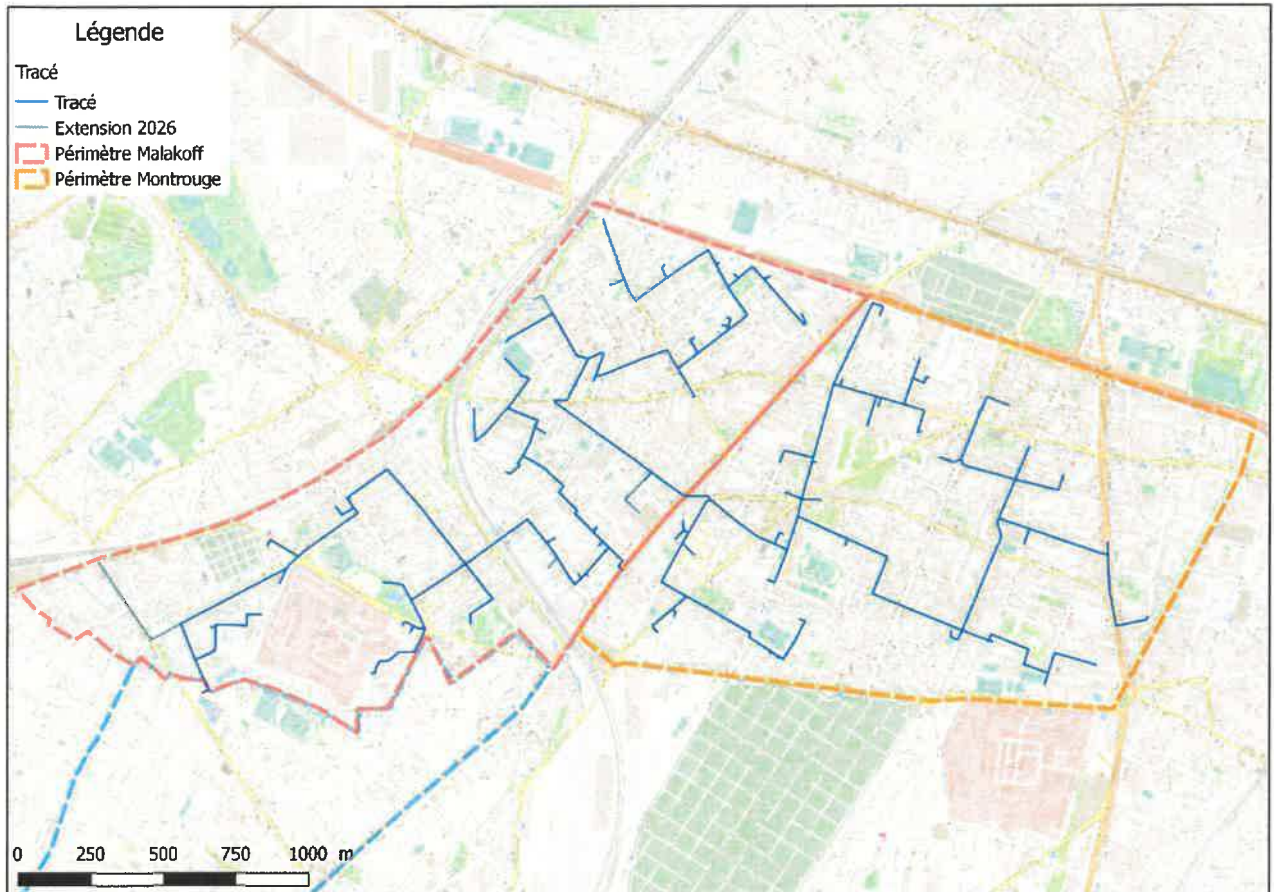 Légende
Tracé
Tracé
Extension 2026
Périmètre Malakoff
Périmètre Montrouge
0 250 500 750 1000 m